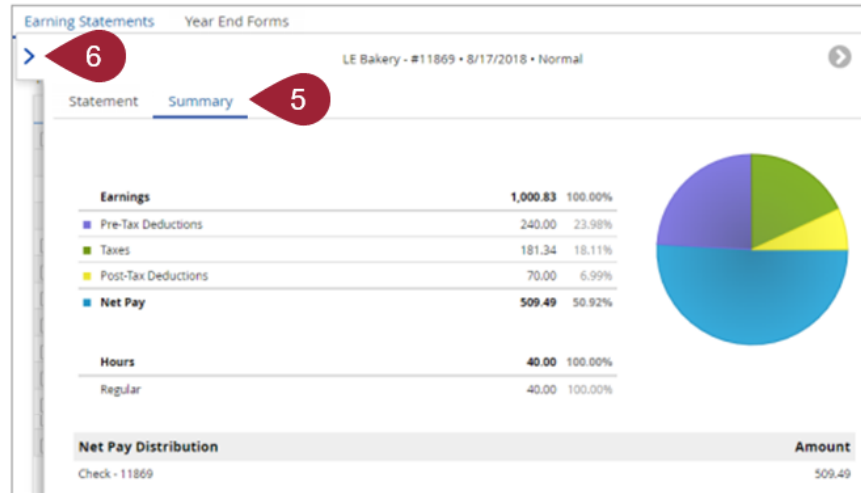 Earning Statements Year End Forms
6
LE Bakery - #11869 • 8/17/2018 • Normal
Statement Summary
5
Earnings 1,000.83 100.00%
Pre-Tax Deductions 240.00 23.98%
Taxes 181.34 18.11%
Post-Tax Deductions 70.00 6.99%
Net Pay 509.49 50.92%
Hours 40.00 100.00%
Regular 40.00 100.00%
Net Pay Distribution Amount
Check - 11869 509.49